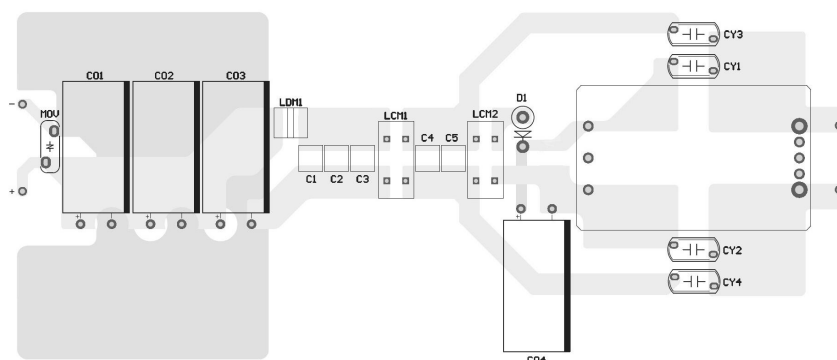 CY3
CO1 CO2 CO3
CY1
-
MOV
LDM1
D1
LCM1
LCM2
C4 C5
C1 C2 C3
+
+ + +
+
CY2
CY4
CO4